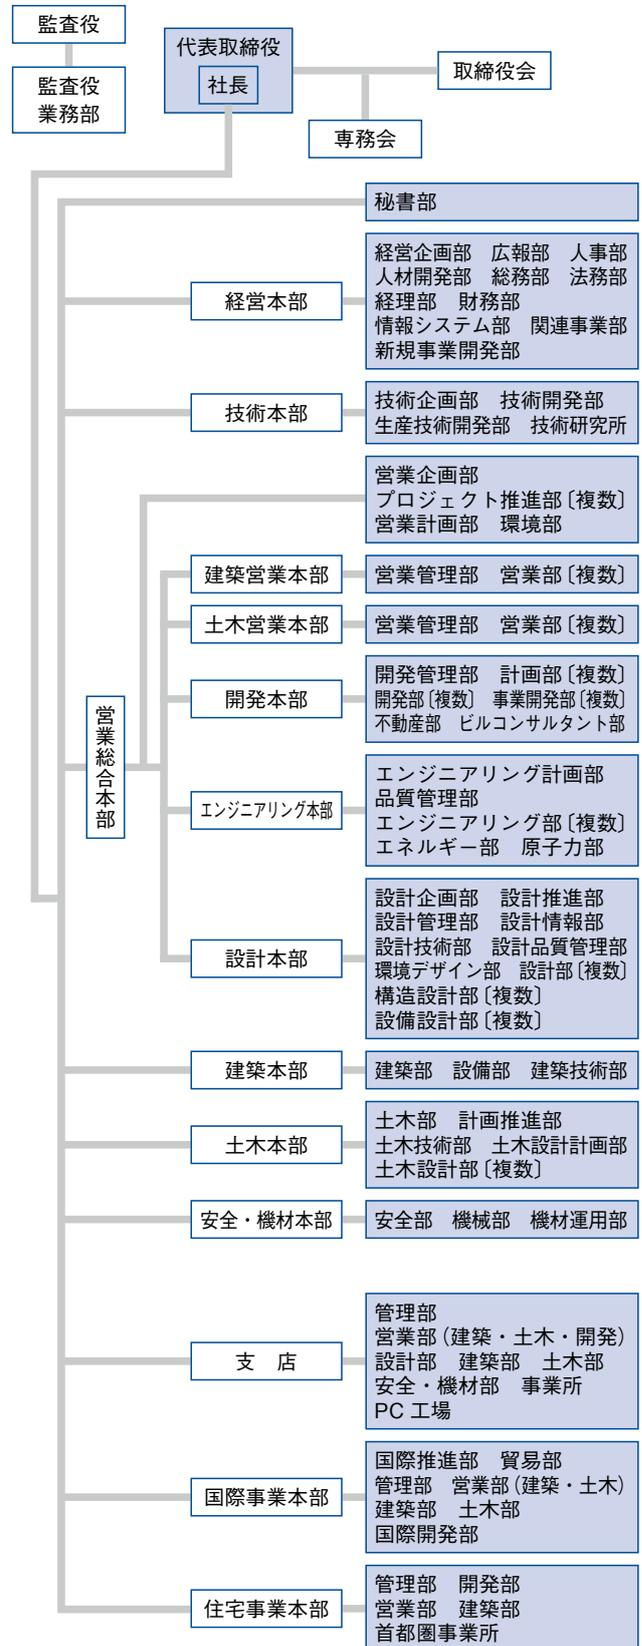 監査役
監査役
業務部
代表取締役
社長
取締役会
専務会
秘書部
経営本部
経営企画部　広報部　人事部
人材開発部　総務部　法務部
経理部　財務部
情報システム部　関連事業部
新規事業開発部
技術本部
技術企画部　技術開発部
生産技術開発部　技術研究所
営業総合本部
営業企画部
プロジェクト推進部〔複数〕
営業計画部　環境部
建築営業本部
営業管理部　営業部〔複数〕
土木営業本部
営業管理部　営業部〔複数〕
開発本部
開発管理部　計画部〔複数〕
開発部〔複数〕　事業開発部〔複数〕
不動産部　ビルコンサルタント部
エンジニアリング本部
エンジニアリング計画部
品質管理部
エンジニアリング部〔複数〕
エネルギー部　原子力部
設計本部
設計企画部　設計推進部
設計管理部　設計情報部
設計技術部　設計品質管理部
環境デザイン部　設計部〔複数〕
構造設計部〔複数〕
設備設計部〔複数〕
建築本部
建築部　設備部　建築技術部
土木本部
土木部　計画推進部
土木技術部　土木設計計画部
土木設計部〔複数〕
安全・機材本部
安全部　機械部　機材運用部
支　店
管理部
営業部（建築・土木・開発）
設計部　建築部　土木部
安全・機材部　事業所
PC 工場
国際事業本部
国際推進部　貿易部
管理部　営業部（建築・土木）
建築部　土木部
国際開発部
住宅事業本部
管理部　開発部
営業部　建築部
首都圏事業所